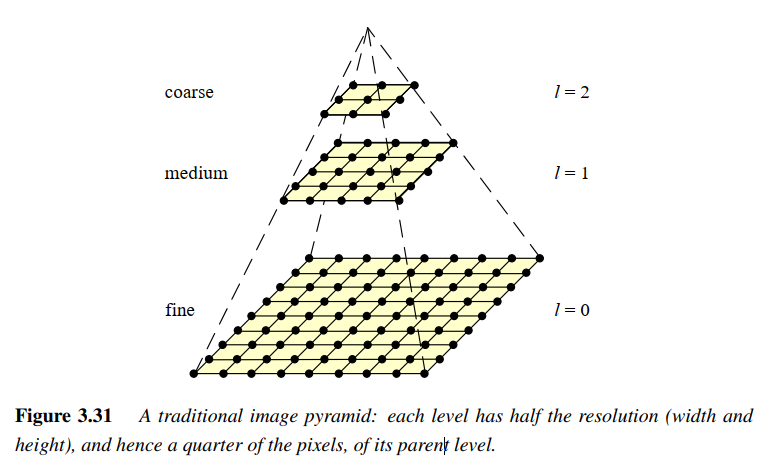 coarse
l = 2
medium
l = 1
fine
l = 0
Figure 3.31 A traditional image pyramid: each level has half the resolution (width and
height), and hence a quarter of the pixels, of its parent level.